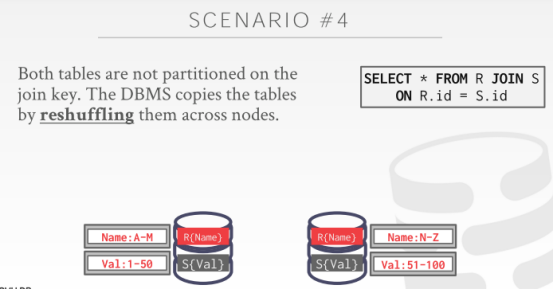 SCENARIO #4
Both tables are not partitioned on the
join key. The DBMS copies the tables
by reshuffling them across nodes.
SELECT * FROM R JOIN S
ON R.id = S.id
Name:A-M
R{Name}
R{Name}
Name:N-Z
Val:1-50
S{Val}
S{Val}
Val:51-100